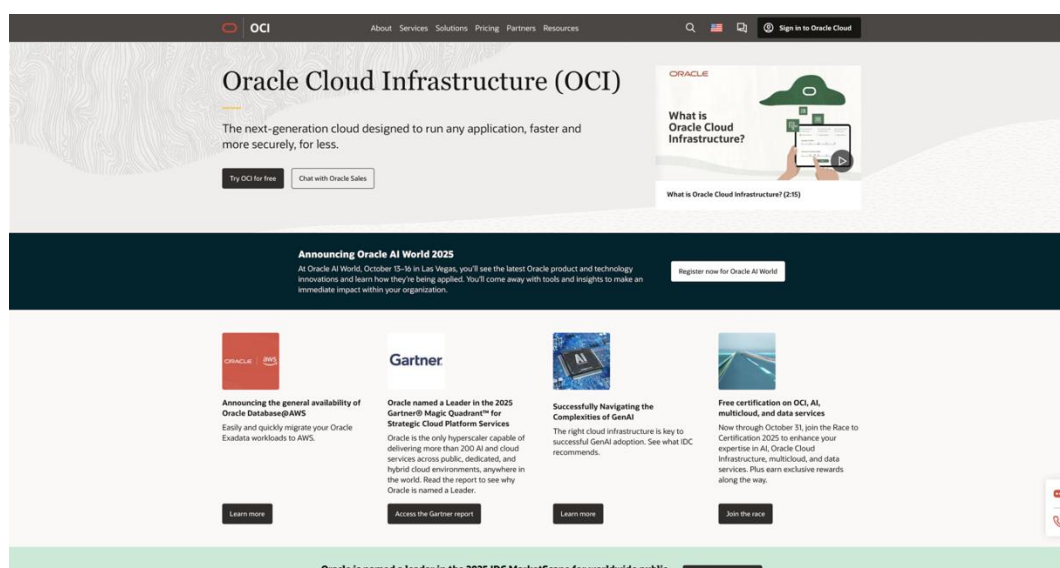 OCI
About Services Solutions Pricing Partners Resources
Sign in to Oracle Cloud
Oracle Cloud Infrastructure (OCI)
The next-generation cloud designed to run any application, faster and
more securely, for less.
Try OCI for free
Chat with Oracle Sales
ORACLE
What is
Oracle Cloud
Infrastructure?
What is Oracle Cloud Infrastructure? (2:15)
Announcing Oracle AI World 2025
At Oracle AI World, October 13–16 in Las Vegas, you'll see the latest Oracle product and technology
innovations and learn how they're being applied. You'll come away with tools and insights to make an
immediate impact within your organization.
Register now for Oracle AI World
ORACLE | aws
Announcing the general availability of
Oracle Database@AWS
Easily and quickly migrate your Oracle
Exadata workloads to AWS.
Learn more
Gartner
Oracle named a Leader in the 2025
Gartner® Magic Quadrant™ for
Strategic Cloud Platform Services
Oracle is the only hyperscaler capable of
delivering more than 200 AI and cloud
services across public, dedicated, and
hybrid cloud environments, anywhere in
the world. Read the report to see why
Oracle is named a Leader.
Access the Gartner report
AI
Successfully Navigating the
Complexities of GenAI
The right cloud infrastructure is key to
successful GenAI adoption. See what IDC
recommends.
Learn more
Free certification on OCI, AI,
multicloud, and data services
Now through October 31, join the Race to
Certification 2025 to enhance your
expertise in AI, Oracle Cloud
Infrastructure, multicloud, and data
services. Plus earn exclusive rewards
along the way.
Join the race
Oracle is named a leader in the 2025 IDC MarketScape for worldwide public